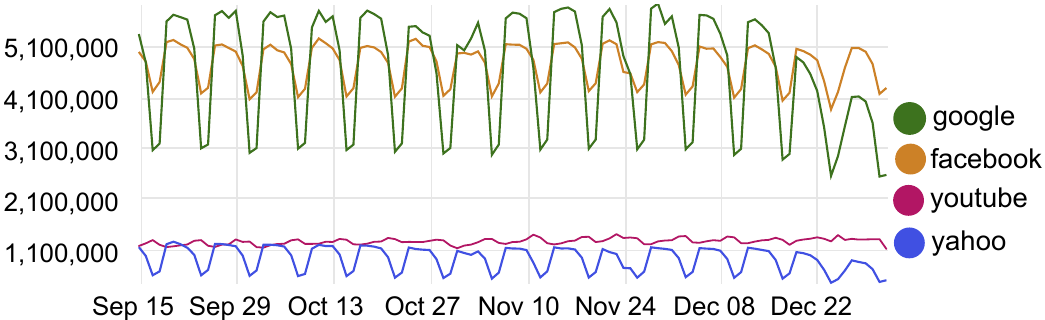 5,100,000
4,100,000
3,100,000
2,100,000
1,100,000
Sep 15 Sep 29 Oct 13 Oct 27 Nov 10 Nov 24 Dec 08 Dec 22
google
facebook
youtube
yahoo